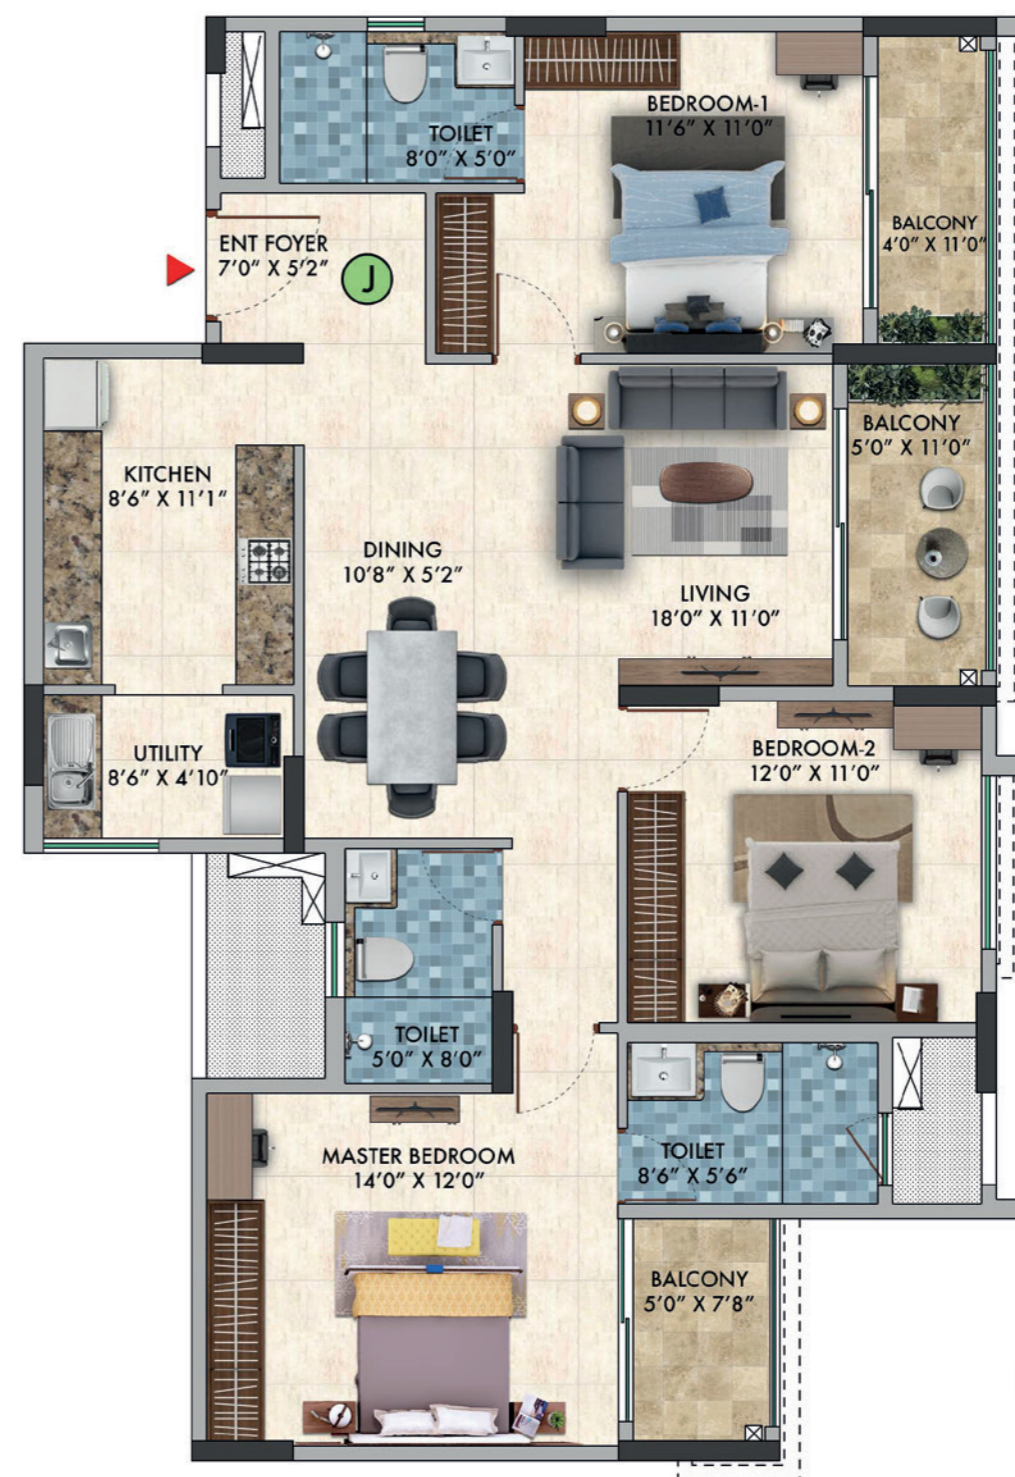 BEDROOM-1
11'6" X 11'0"
TOILET
8'0" X 5'0"
BALCONY
4'0" X 11'0"
ENT FOYER
7'0" X 5'2"
J
BALCONY
5'0" X 11'0"
KITCHEN
8'6" X 11'1"
DINING
10'8" X 5'2"
LIVING
18'0" X 11'0"
UTILITY
8'6" X 4'10"
BEDROOM-2
12'0" X 11'0"
TOILET
5'0" X 8'0"
MASTER BEDROOM
14'0" X 12'0"
TOILET
8'6" X 5'6"
BALCONY
5'0" X 7'8"